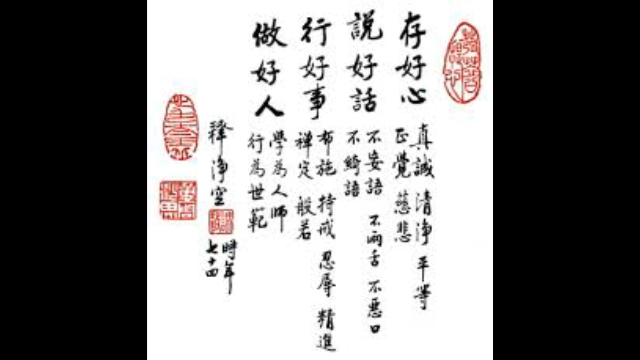 存好心
真誠 清淨 平等
正覺 慈悲
說好話
不妄語 不兩舌 不惡口
不綺語
行好事
布施 持戒 忍辱 精進
禪定 般若
做好人
學為人師
行為世範
釋淨空
時年
七十四